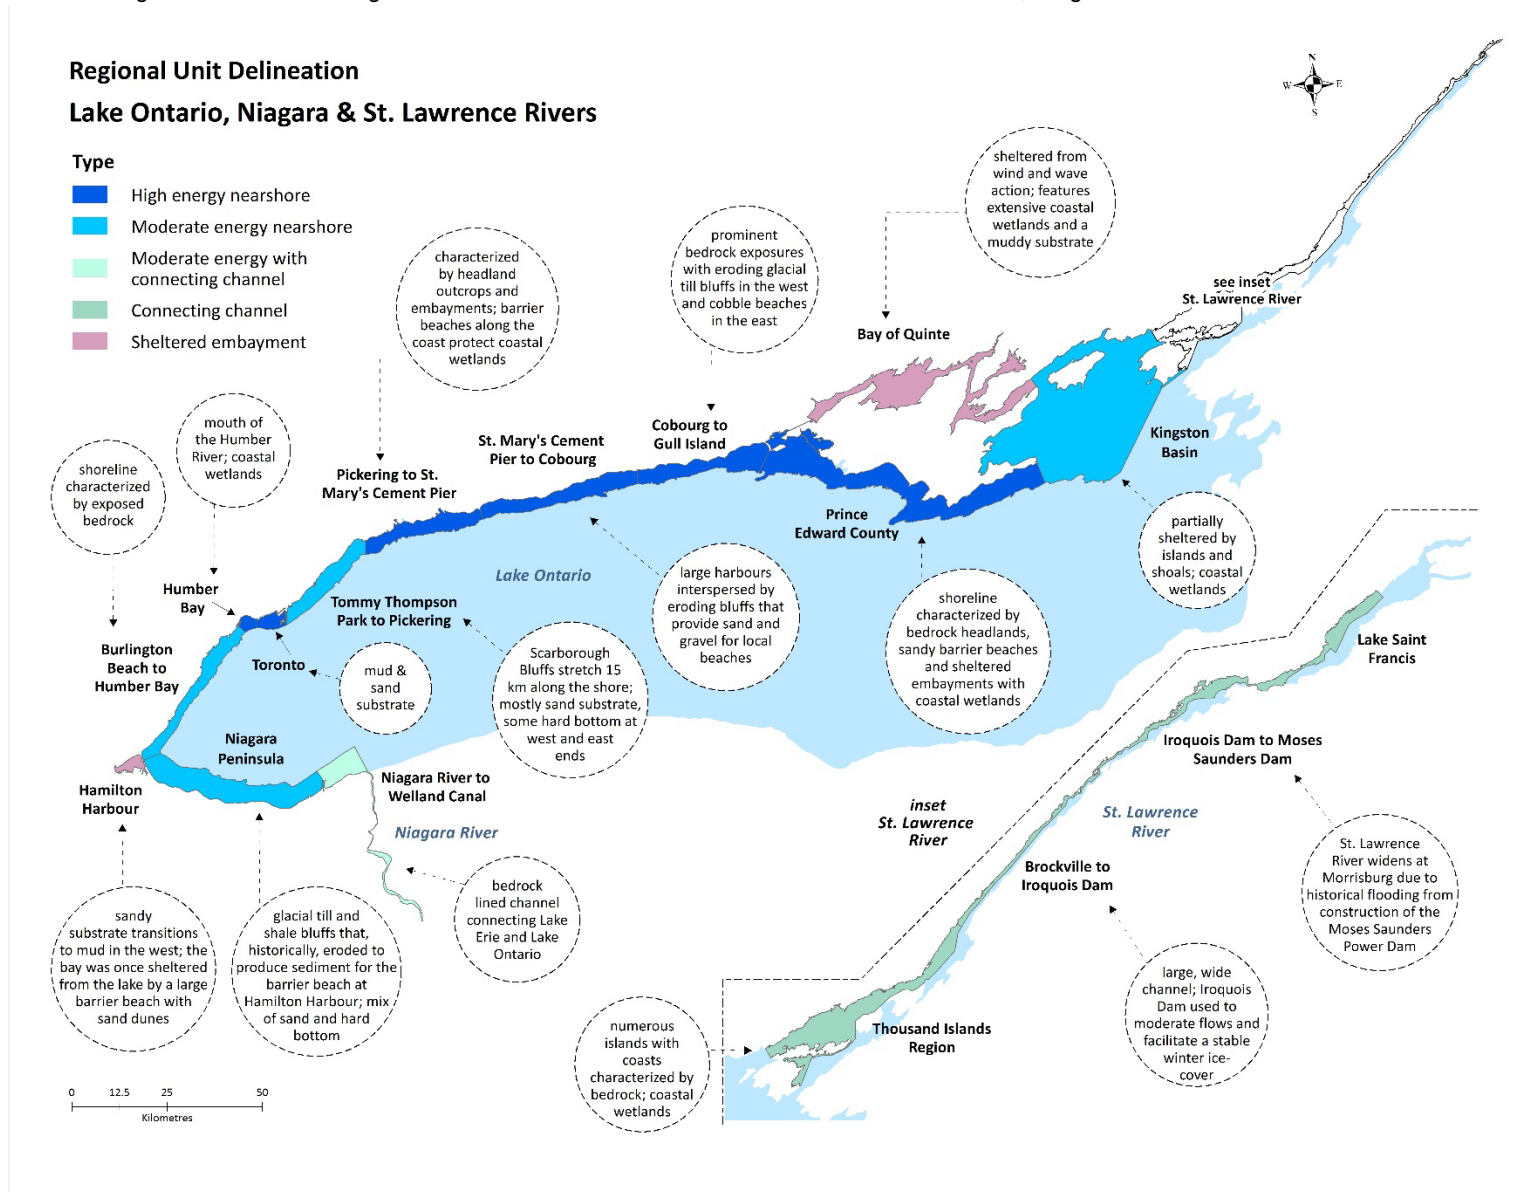 Regional Unit Delineation
Lake Ontario, Niagara & St. Lawrence Rivers
Type
High energy nearshore
Moderate energy nearshore
Moderate energy with
connecting channel
Connecting channel
Sheltered embayment
N
W
E
S
sheltered from
wind and wave
action; features
extensive coastal
wetlands and a
muddy substrate
prominent
bedrock exposures
with eroding glacial
till bluffs in the west
and cobble beaches
in the east
characterized
by headland
outcrops and
embayments; barrier
beaches along the
coast protect coastal
wetlands
see inset
St. Lawrence River
Bay of Quinte
mouth of
the Humber
River; coastal
wetlands
shoreline
characterized
by exposed
bedrock
Cobourg to
Gull Island
St. Mary's Cement
Pier to Cobourg
Pickering to St.
Mary's Cement Pier
Kingston
Basin
Prince
Edward County
partially
sheltered by
islands and
shoals; coastal
wetlands
Lake Ontario
large harbours
interspersed by
eroding bluffs that
provide sand and
gravel for local
beaches
shoreline
characterized by
bedrock headlands,
sandy barrier beaches
and sheltered
embayments with
coastal wetlands
Humber
Bay
Tommy Thompson
Park to Pickering
Burlington
Beach to
Humber Bay
Toronto
mud &
sand
substrate
Scarborough
Bluffs stretch 15
km along the shore;
mostly sand substrate,
some hard bottom at
west and east
ends
Lake Saint
Francis
Niagara
Peninsula
Iroquois Dam to Moses
Saunders Dam
Hamilton
Harbour
Niagara River to
Welland Canal
Niagara River
inset
St. Lawrence
River
St. Lawrence
River
Brockville to
Iroquois Dam
St. Lawrence
River widens at
Morrisburg due to
historical flooding from
construction of the
Moses Saunders
Power Dam
bedrock
lined channel
connecting Lake
Erie and Lake
Ontario
sandy
substrate transitions
to mud in the west; the
bay was once sheltered
from the lake by a large
barrier beach with
sand dunes
glacial till and
shale bluffs that,
historically, eroded to
produce sediment for the
barrier beach at
Hamilton Harbour; mix
of sand and hard
bottom
large, wide
channel; Iroquois
Dam used to
moderate flows and
facilitate a stable
winter ice-
cover
numerous
islands with
coasts
characterized by
bedrock; coastal
wetlands
Thousand Islands
Region
0 12.5 25 50
Kilometres